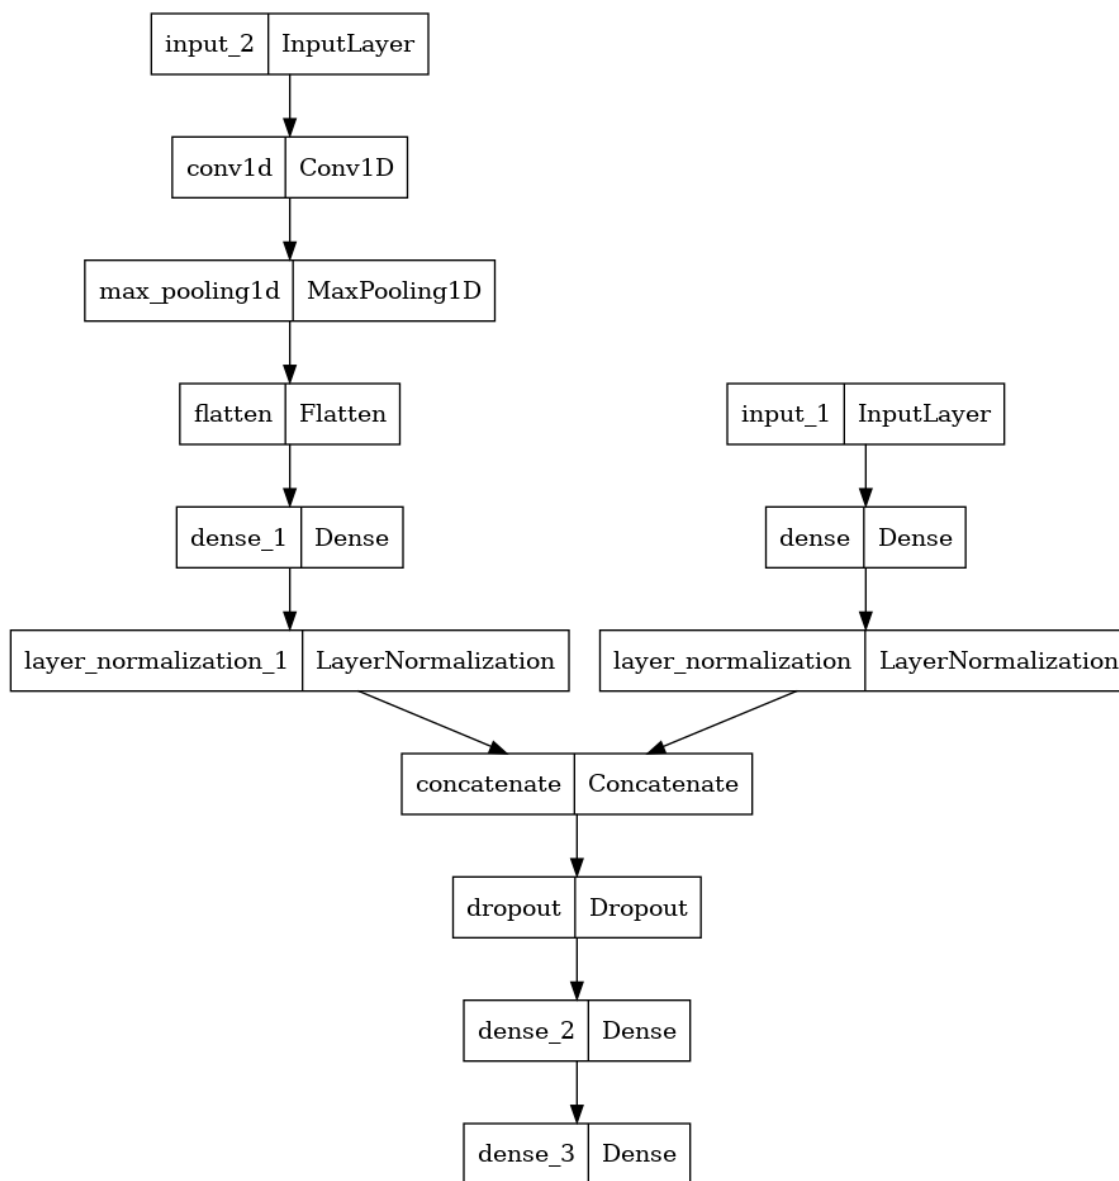 input_2 InputLayer
conv1d Conv1D
max_pooling1d MaxPooling1D
flatten Flatten
input_1 InputLayer
dense_1 Dense
dense Dense
layer_normalization_1 LayerNormalization
layer_normalization LayerNormalization
concatenate Concatenate
dropout Dropout
dense_2 Dense
dense_3 Dense